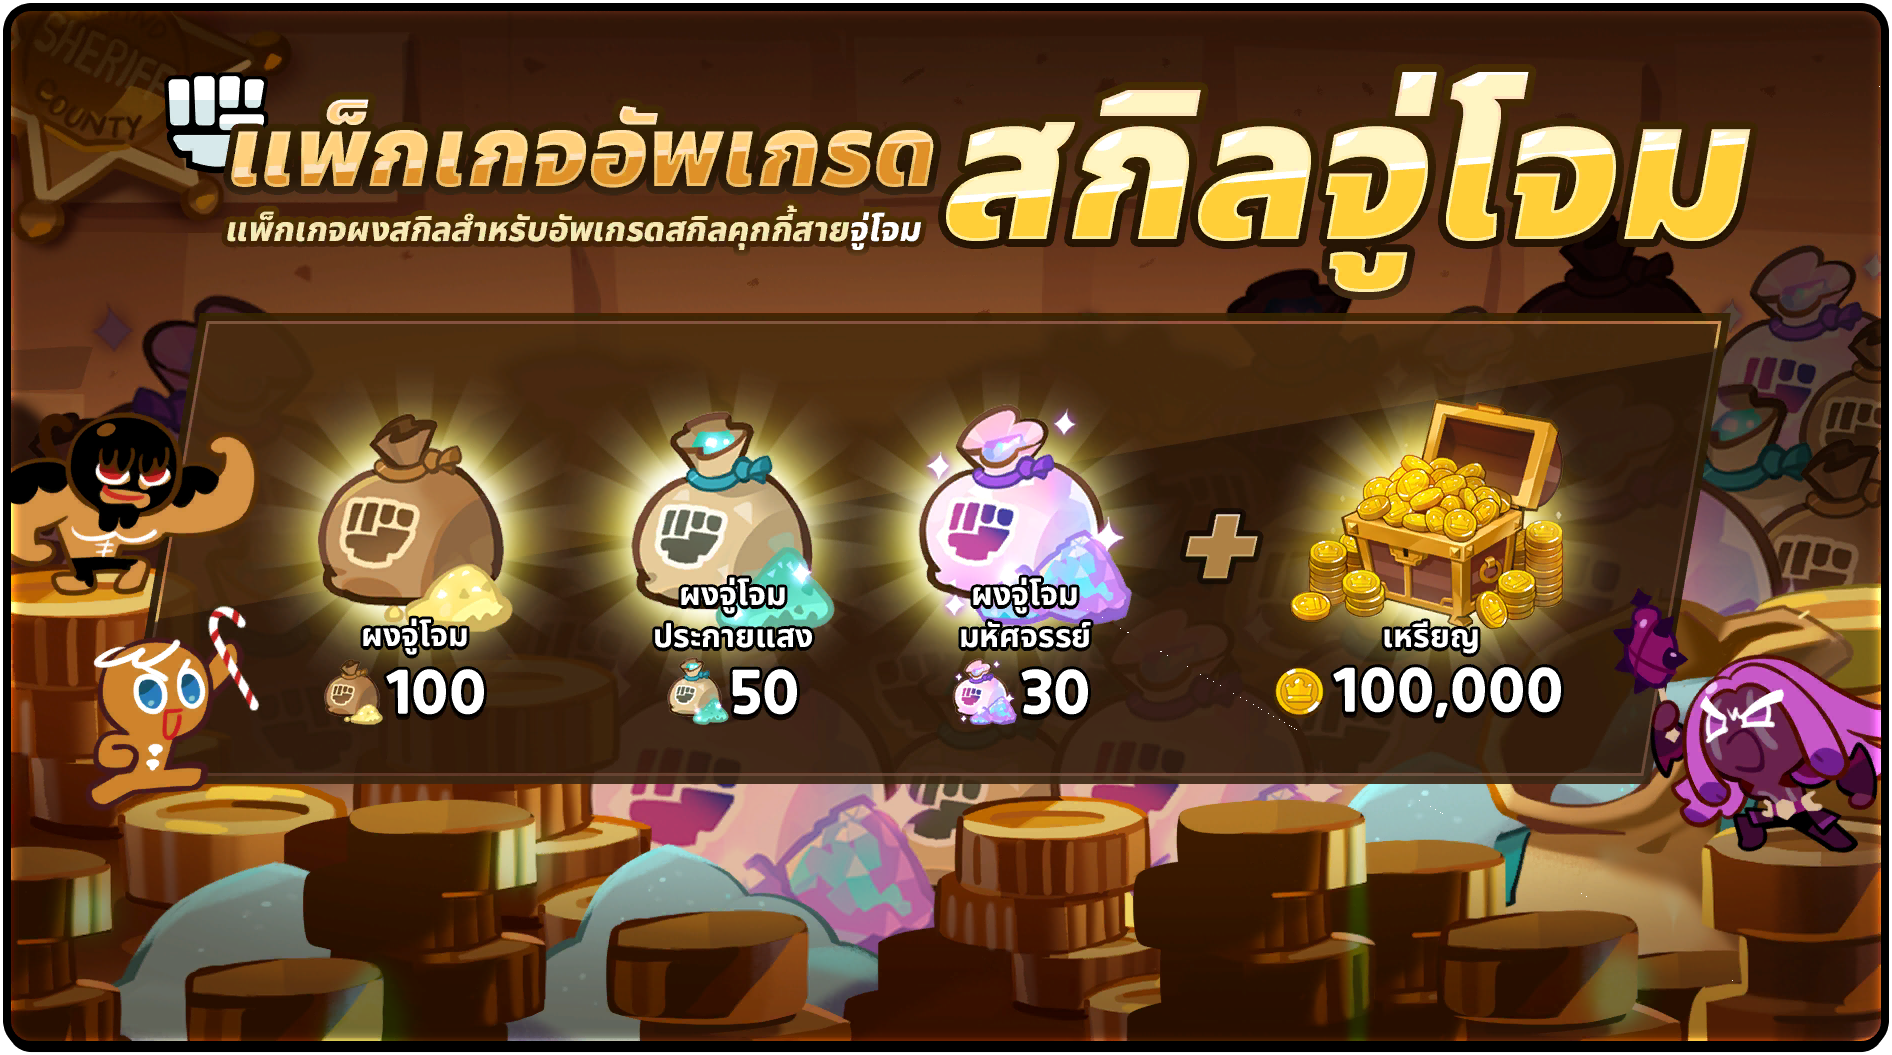 SHERIFF
COUNTY
แพ็กเกจอัพเกรด สกิลจู่โจม
แพ็กเกจผงสกิลสำหรับอัพเกรดสกิลคุกกี้สายจู่โจม
ผงจู่โจม
100
ผงจู่โจม
ประกายแสง
50
ผงจู่โจม
มหัศจรรย์
30
+
เหรียญ
100,000